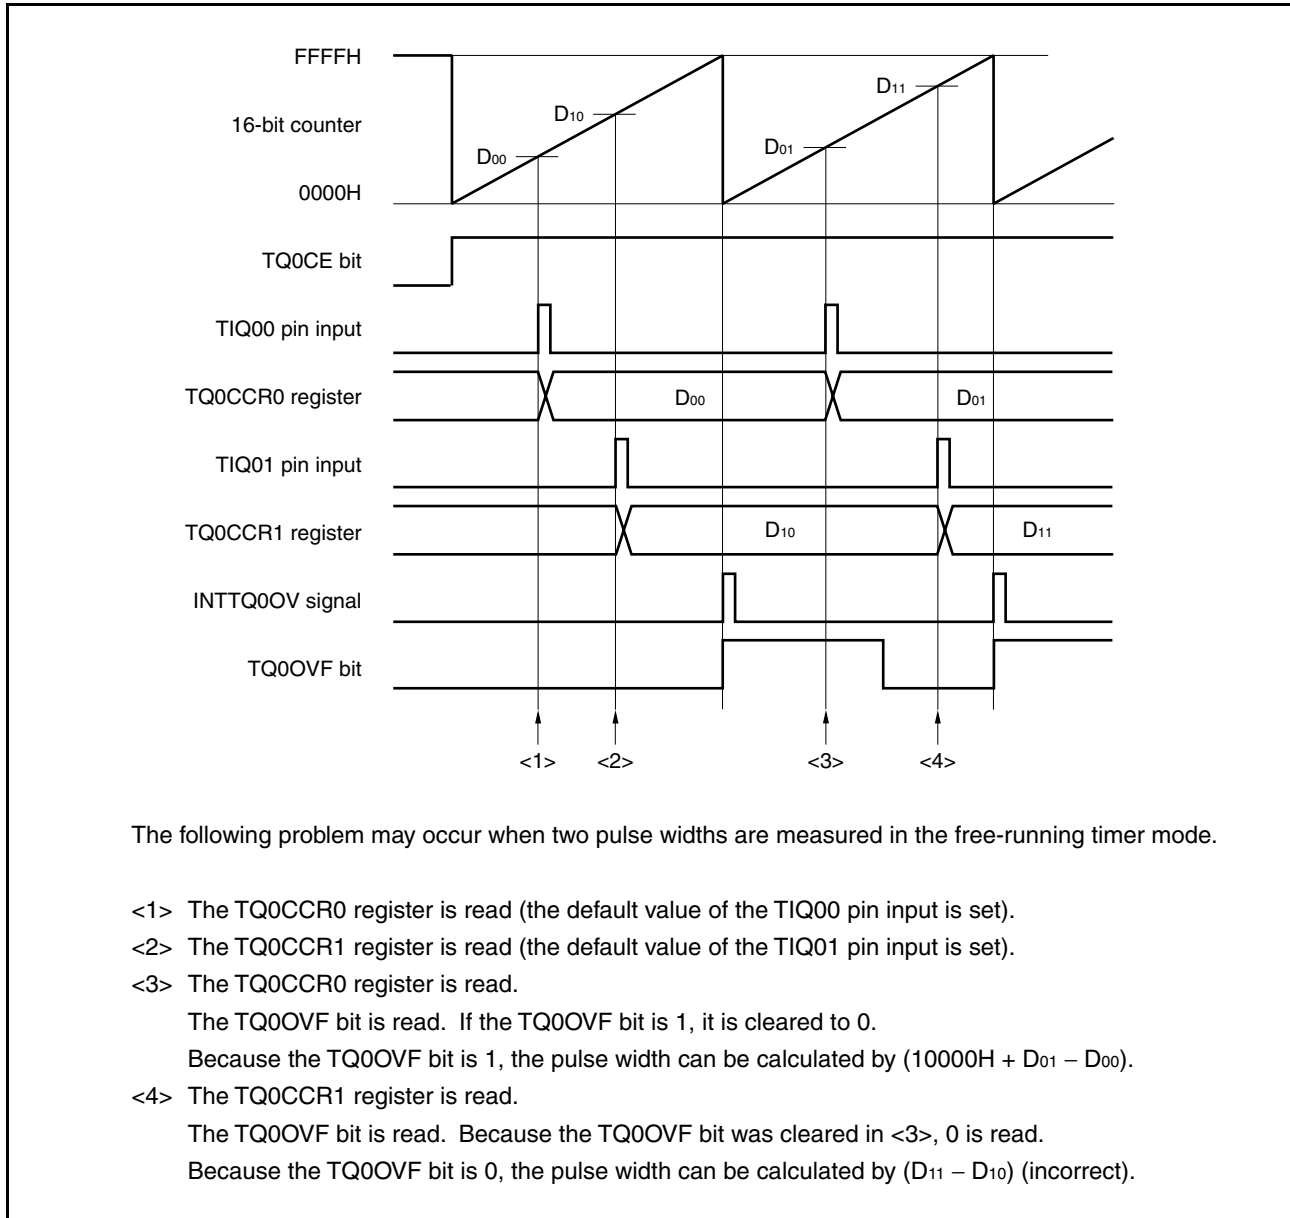 FFFFH
D11
D10
16-bit counter
D00
D01
0000H
TQ0CE bit
TIQ00 pin input
TQ0CCR0 register
D00
D01
TIQ01 pin input
TQ0CCR1 register
D10
D11
INTTQ0OV signal
TQ0OVF bit
<1> <2> <3> <4>
The following problem may occur when two pulse widths are measured in the free-running timer mode.
<1> The TQ0CCR0 register is read (the default value of the TIQ00 pin input is set).
<2> The TQ0CCR1 register is read (the default value of the TIQ01 pin input is set).
<3> The TQ0CCR0 register is read.
The TQ0OVF bit is read. If the TQ0OVF bit is 1, it is cleared to 0.
Because the TQ0OVF bit is 1, the pulse width can be calculated by (10000H + D01 − D00).
<4> The TQ0CCR1 register is read.
The TQ0OVF bit is read. Because the TQ0OVF bit was cleared in <3>, 0 is read.
Because the TQ0OVF bit is 0, the pulse width can be calculated by (D11 − D10) (incorrect).